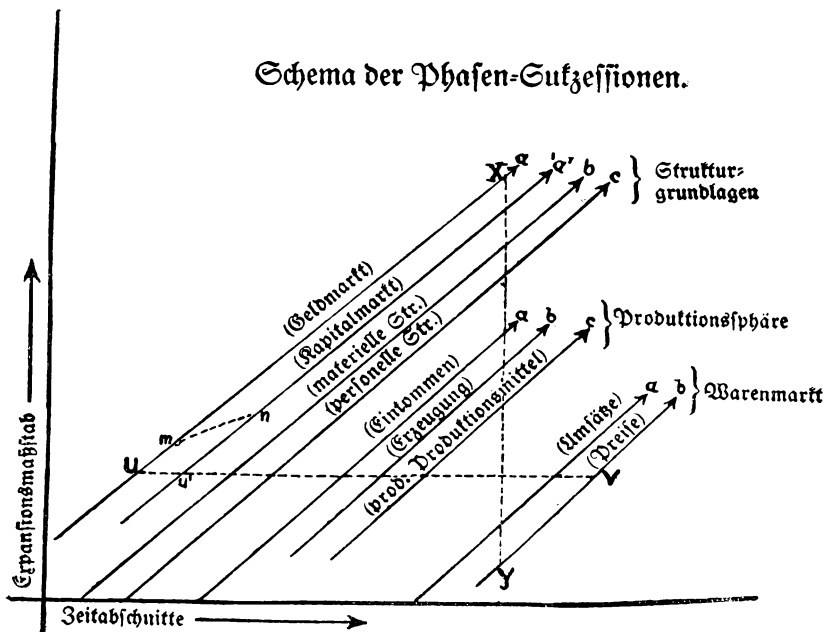 Schema der Phasen-Sukzessionen.
X a 'a' b c } Struktur=
grundlagen
(Geldmarkt)
(Kapitalmarkt)
(materielle Str.)
(personelle Str.)
a b c } Produktionssphäre
(Einkommen)
(Erzeugung)
(prod. Produktionsmittel)
a b } Warenmarkt
(Umsätze)
(Preise)
m n
U u' V
Y
Expansionsmaßstab
Zeitabschnitte